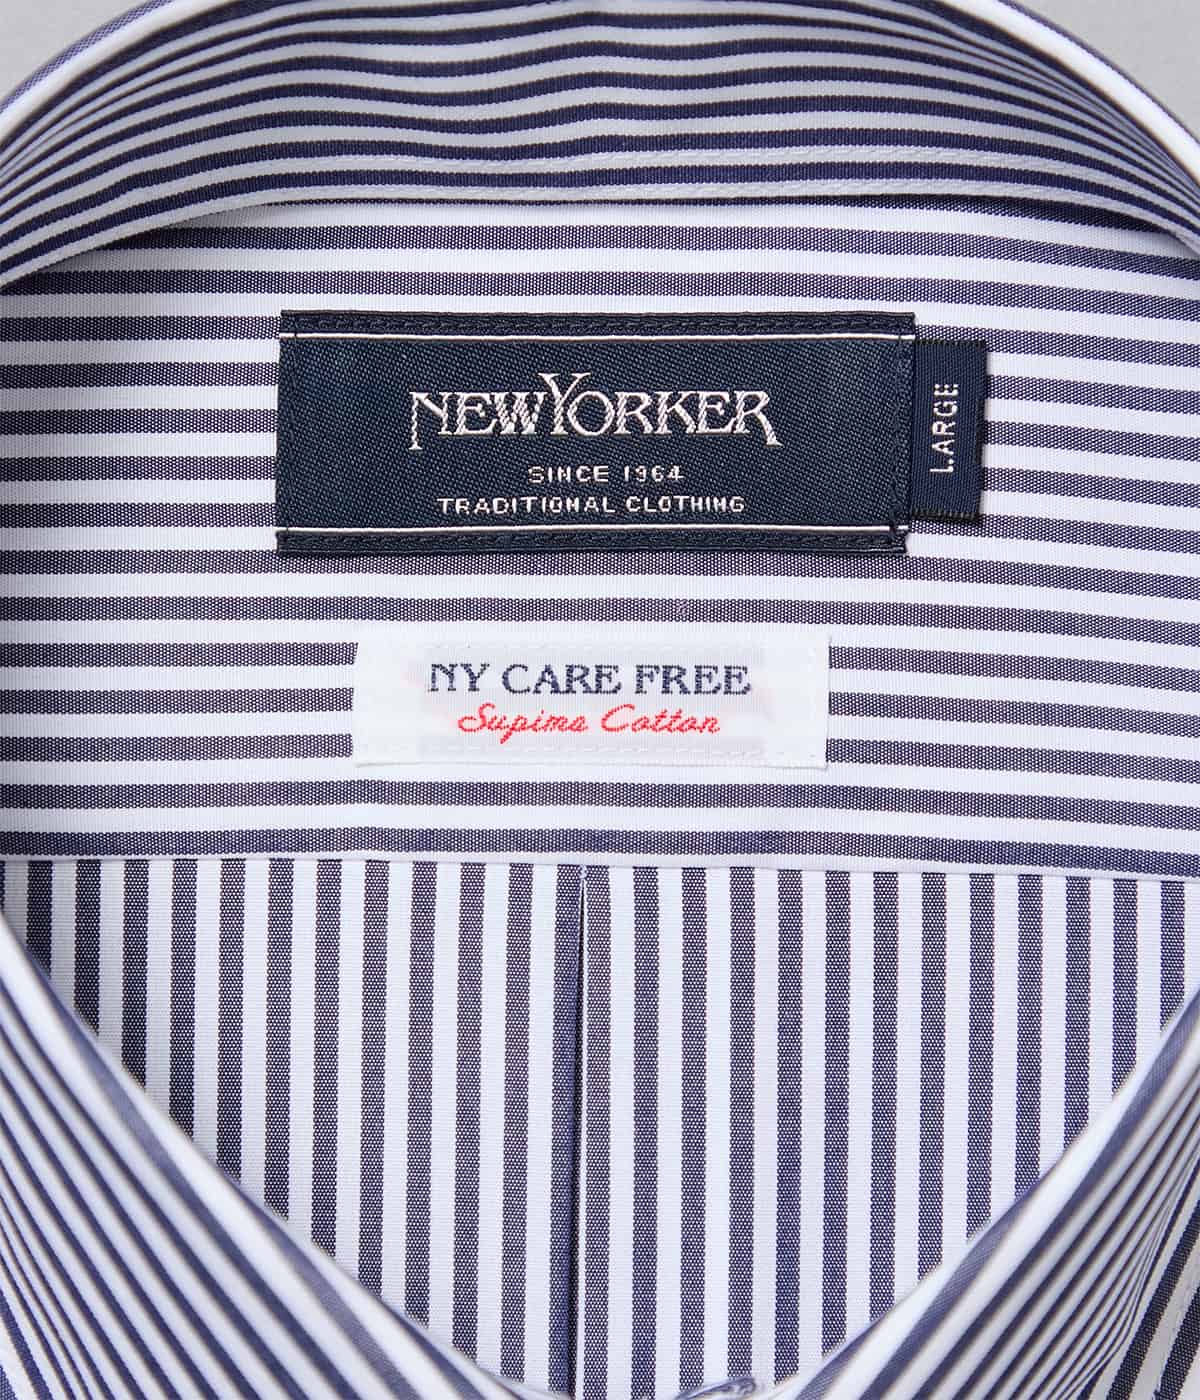 NEWYORKER
SINCE 1964
TRADITIONAL CLOTHING
LARGE
NY CARE FREE
Supima Cotton